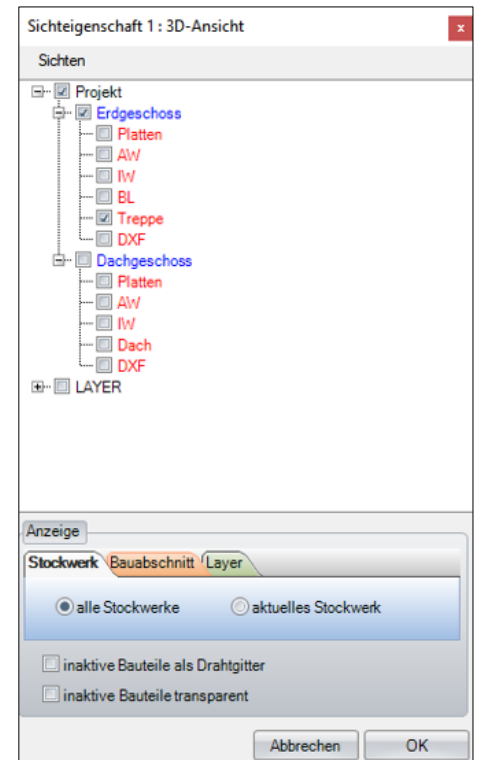 Sichteigenschaft 1 : 3D-Ansicht
x
Sichten
Projekt
Erdgeschoss
Platten
AW
IW
BL
Treppe
DXF
Dachgeschoss
Platten
AW
IW
Dach
DXF
LAYER
Anzeige
Stockwerk Bauabschnitt Layer
alle Stockwerke aktuelles Stockwerk
inaktive Bauteile als Drahtgitter
inaktive Bauteile transparent
Abbrechen OK